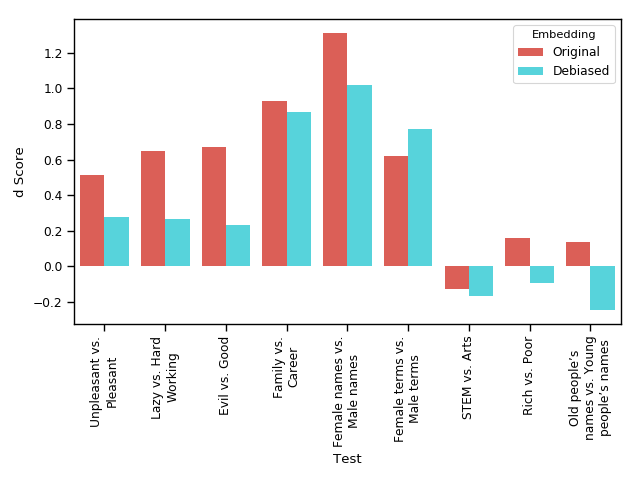 Embedding
Original
Debiased
d Score
1.2
1.0
0.8
0.6
0.4
0.2
0.0
−0.2
Unpleasant vs.
Pleasant
Lazy vs. Hard
Working
Evil vs. Good
Family vs.
Career
Female names vs.
Male names
Female terms vs.
Male terms
STEM vs. Arts
Rich vs. Poor
Old people’s
names vs. Young
people’s names
Test